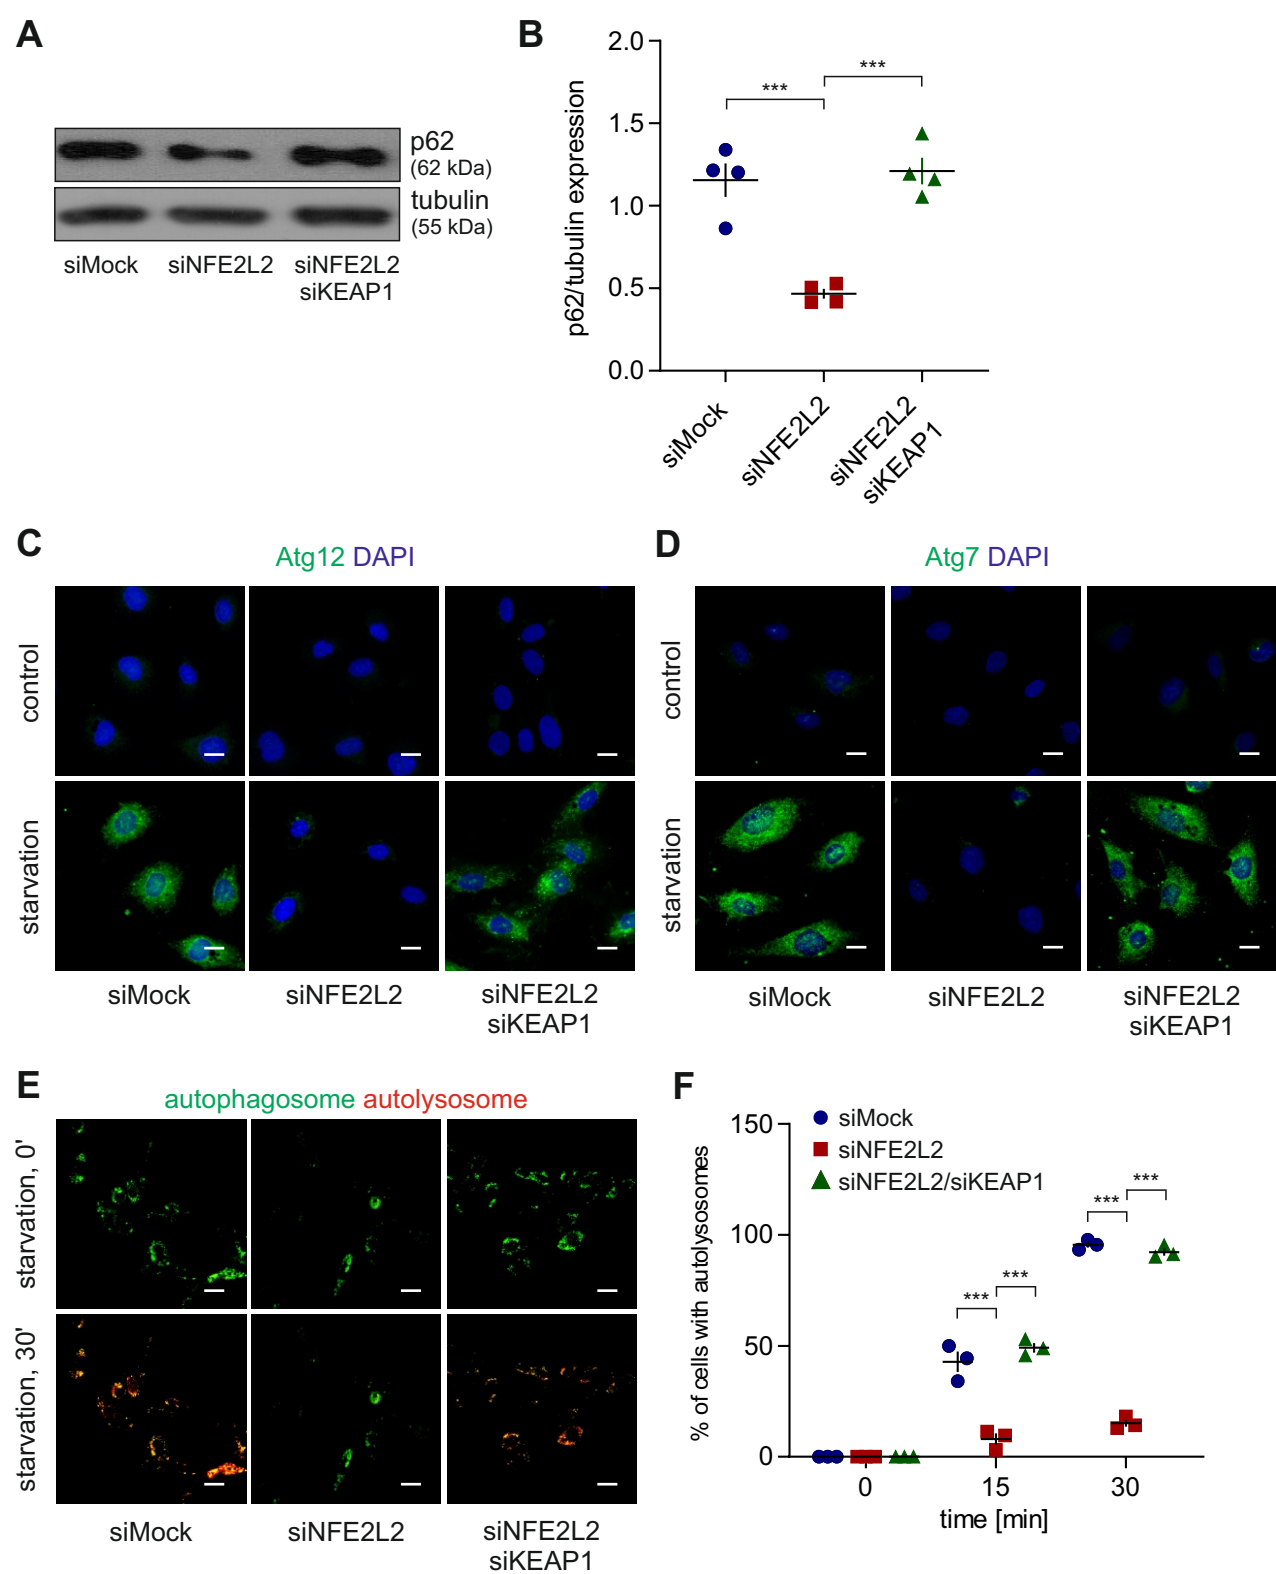 A
p62
(62 kDa)
tubulin
(55 kDa)
siMock siNFE2L2 siNFE2L2
siKEAP1
B
2.0
1.5
1.0
0.5
0.0
p62/tubulin expression
***
***
siMock
siNFE2L2
siNFE2L2
siKEAP1
C
Atg12 DAPI
control
starvation
siMock siNFE2L2 siNFE2L2
siKEAP1
D
Atg7 DAPI
control
starvation
siMock siNFE2L2 siNFE2L2
siKEAP1
E
autophagosome autolysosome
starvation, 0'
starvation, 30'
siMock siNFE2L2 siNFE2L2
siKEAP1
F
siMock
siNFE2L2
siNFE2L2/siKEAP1
150
100
50
0
% of cells with autolysosomes
***
***
***
***
0 15 30
time [min]